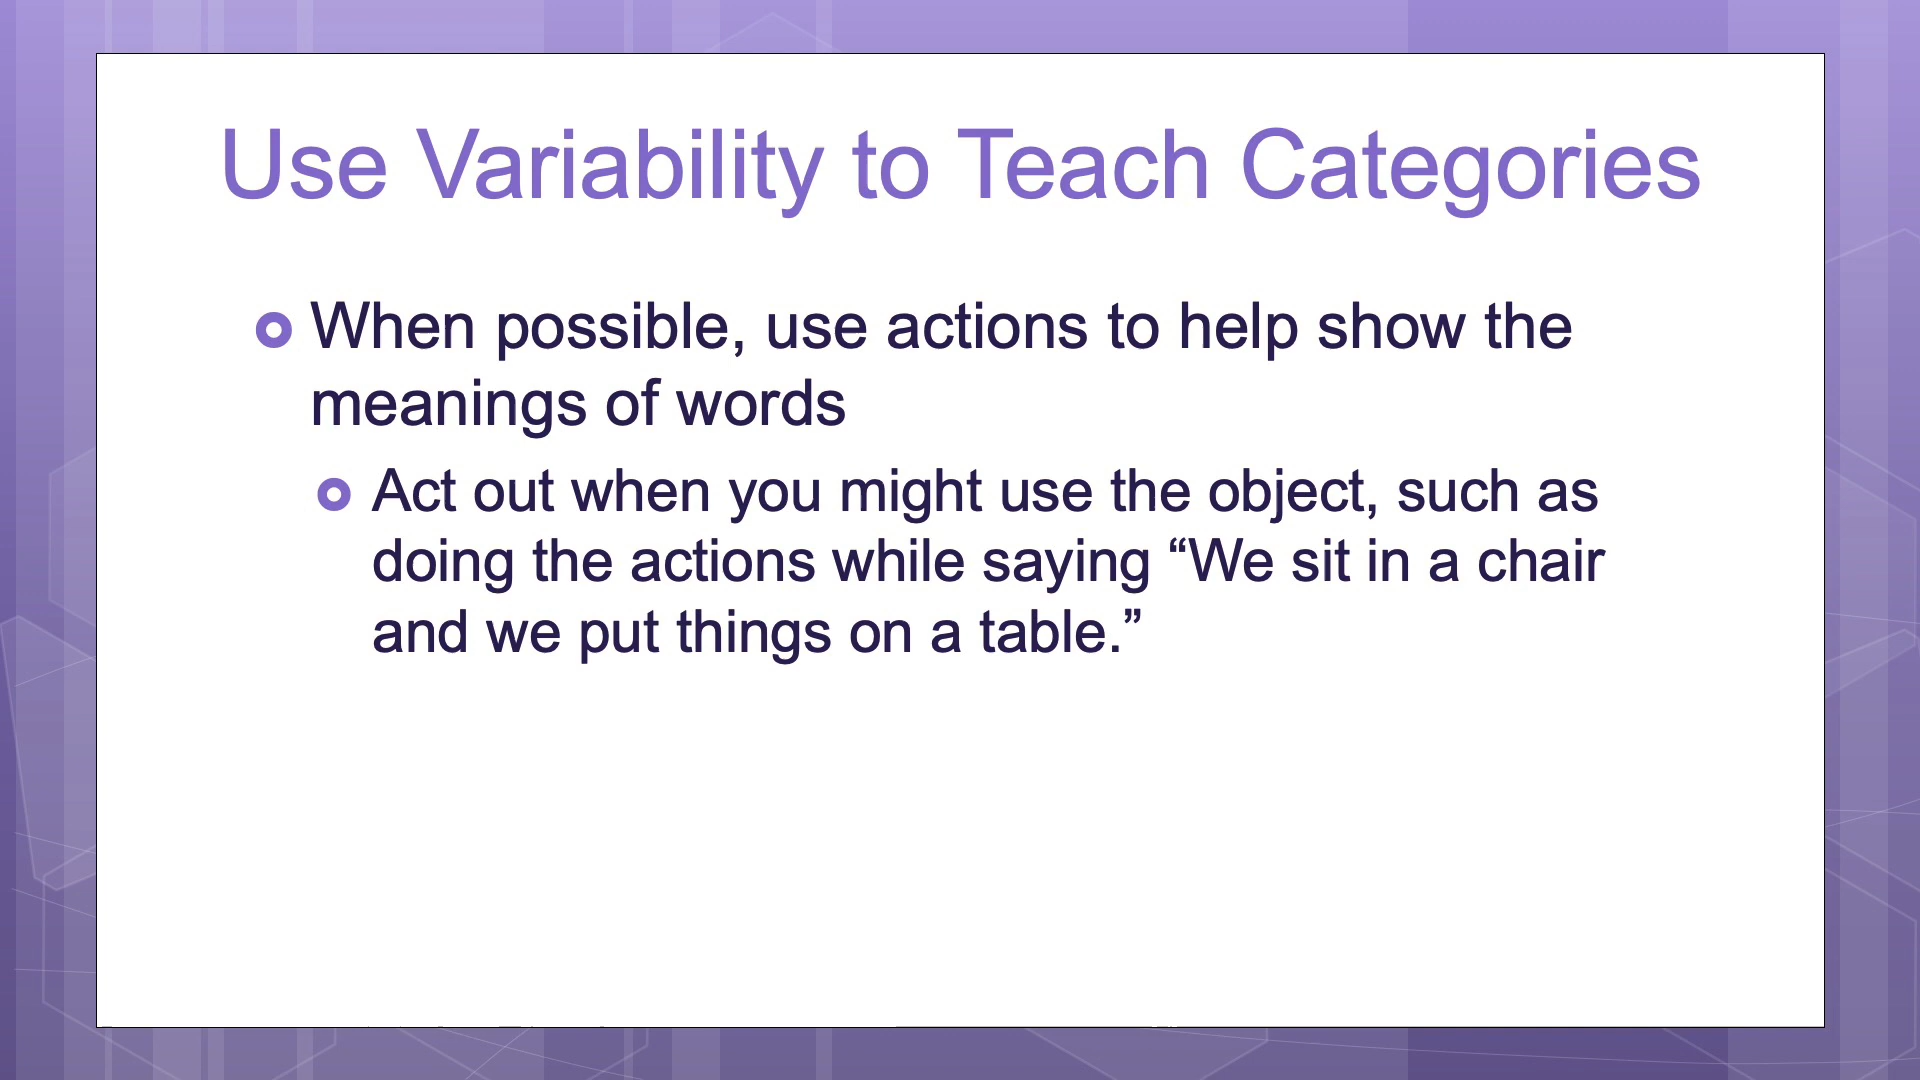 Use Variability to Teach Categories
When possible, use actions to help show the
meanings of words
Act out when you might use the object, such as
doing the actions while saying “We sit in a chair
and we put things on a table.”